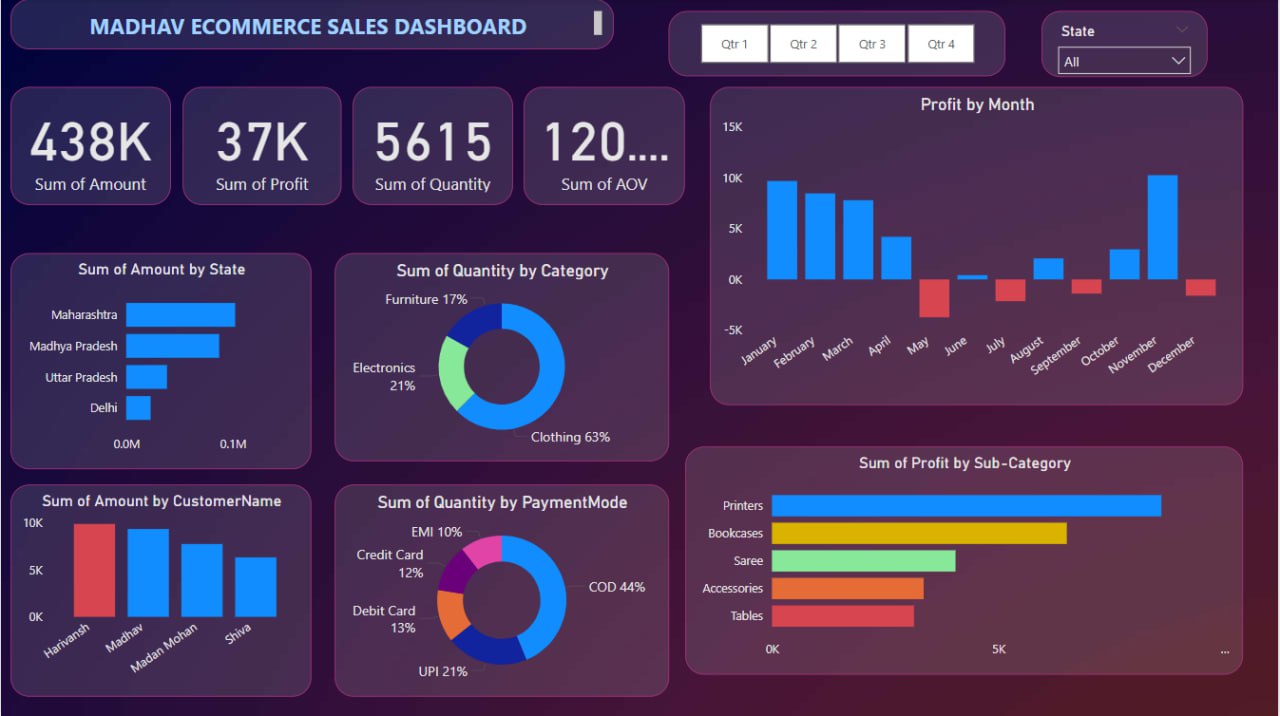 MADHAV ECOMMERCE SALES DASHBOARD
Qtr 1
Qtr 2
Qtr 3
Qtr 4
State
All
438K
Sum of Amount
37K
Sum of Profit
5615
Sum of Quantity
120....
Sum of AOV
Profit by Month
15K
10K
5K
0K
-5K
January
February
March
April
May
June
July
August
September
October
November
December
Sum of Amount by State
Maharashtra
Madhya Pradesh
Uttar Pradesh
Delhi
0.0M
0.1M
Sum of Quantity by Category
Furniture 17%
Electronics
21%
Clothing 63%
Sum of Profit by Sub-Category
Printers
Bookcases
Saree
Accessories
Tables
0K
5K
...
Sum of Amount by CustomerName
10K
5K
0K
Harivansh
Madhav
Madan Mohan
Shiva
Sum of Quantity by PaymentMode
EMI 10%
Credit Card
12%
Debit Card
13%
UPI 21%
COD 44%